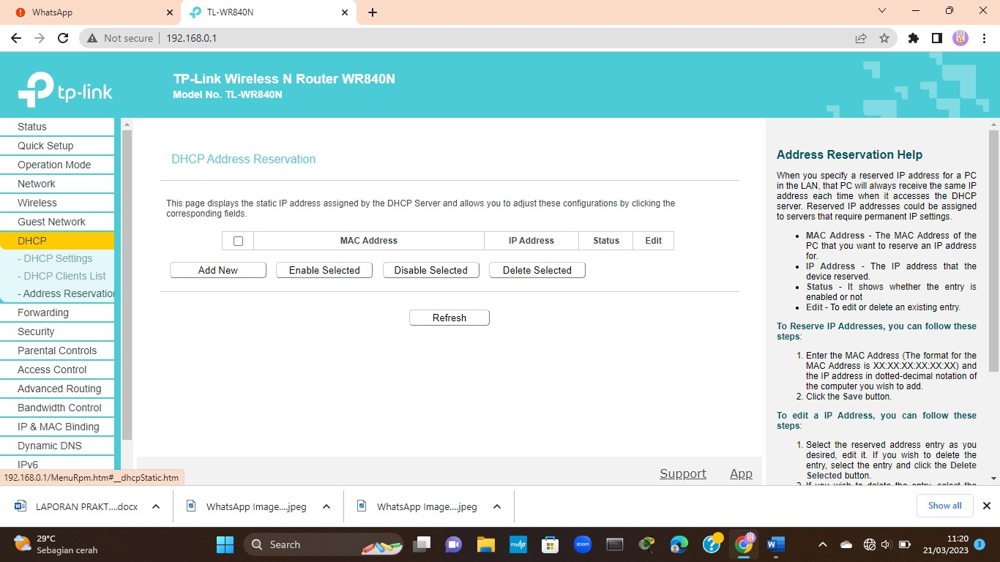 WhatsApp
TL-WR840N
Not secure
192.168.0.1
tp-link
TP-Link Wireless N Router WR840N
Model No. TL-WR840N
Status
Quick Setup
Operation Mode
Network
Wireless
Guest Network
DHCP
- DHCP Settings
- DHCP Clients List
- Address Reservation
Forwarding
Security
Parental Controls
Access Control
Advanced Routing
Bandwidth Control
IP & MAC Binding
Dynamic DNS
IPv6
192.168.0.1/MenuRpm.htm#__dhcpStatic.htm
DHCP Address Reservation
This page displays the static IP address assigned by the DHCP Server and allows you to adjust these configurations by clicking the
corresponding fields.
MAC Address IP Address Status Edit
Add New Enable Selected Disable Selected Delete Selected
Refresh
Support App
Address Reservation Help
When you specify a reserved IP address for a PC
in the LAN, that PC will always receive the same IP
address each time when it accesses the DHCP
server. Reserved IP addresses could be assigned
to servers that require permanent IP settings.
• MAC Address - The MAC Address of the
PC that you want to reserve an IP address
for.
• IP Address - The IP address that the
device reserved.
• Status - It shows whether the entry is
enabled or not
• Edit - To edit or delete an existing entry.
To Reserve IP Addresses, you can follow these
steps:
1. Enter the MAC Address (The format for the
MAC Address is XX:XX:XX:XX:XX:XX) and
the IP address in dotted-decimal notation of
the computer you wish to add.
2. Click the Save button.
To edit a IP Address, you can follow these
steps:
1. Select the reserved address entry as you
desired, edit it. If you wish to delete the
entry, select the entry and click the Delete
Selected button.
2. If you wish to delete the entry, select the
LAPORAN PRAKT....docx
WhatsApp Image....jpeg
WhatsApp Image....jpeg
Show all
29°C
Sebagian cerah
Search
myhp
zoom
11:20
21/03/2023
3